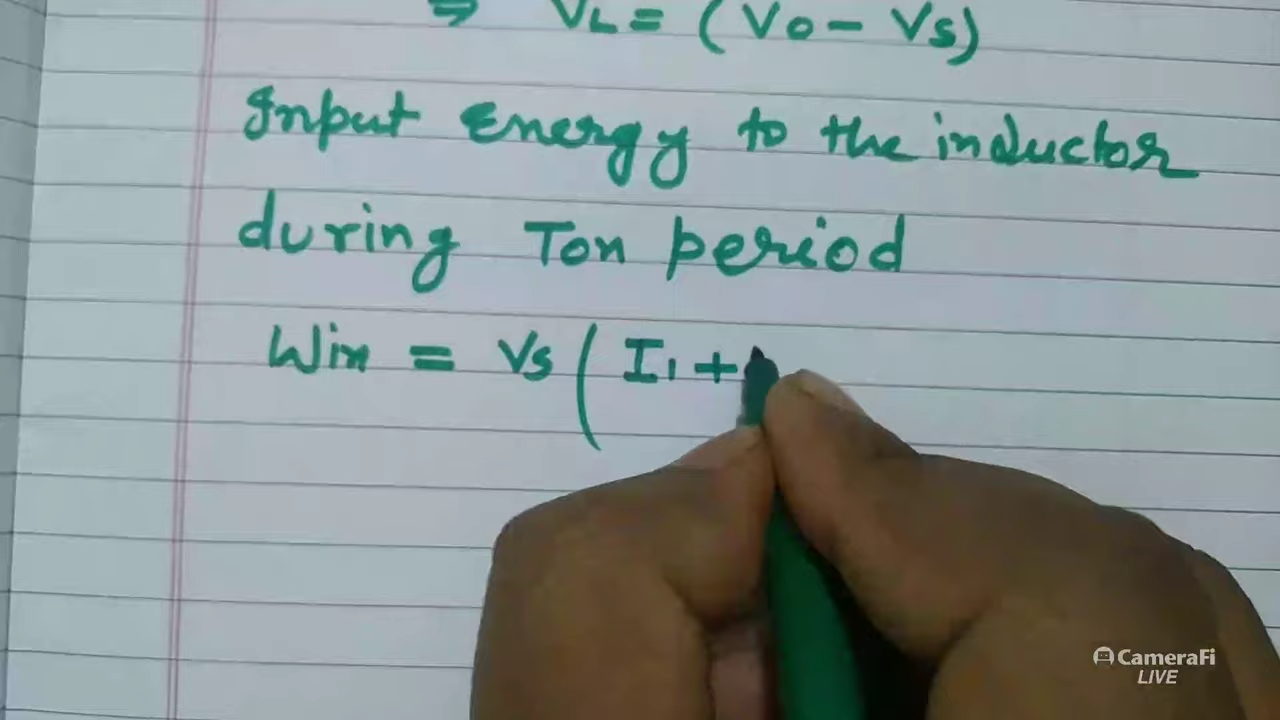 ⇒ VL = (Vo - Vs)
Input Energy to the inductor
during Ton period
Win = Vs ( I1 +
CameraFi
LIVE